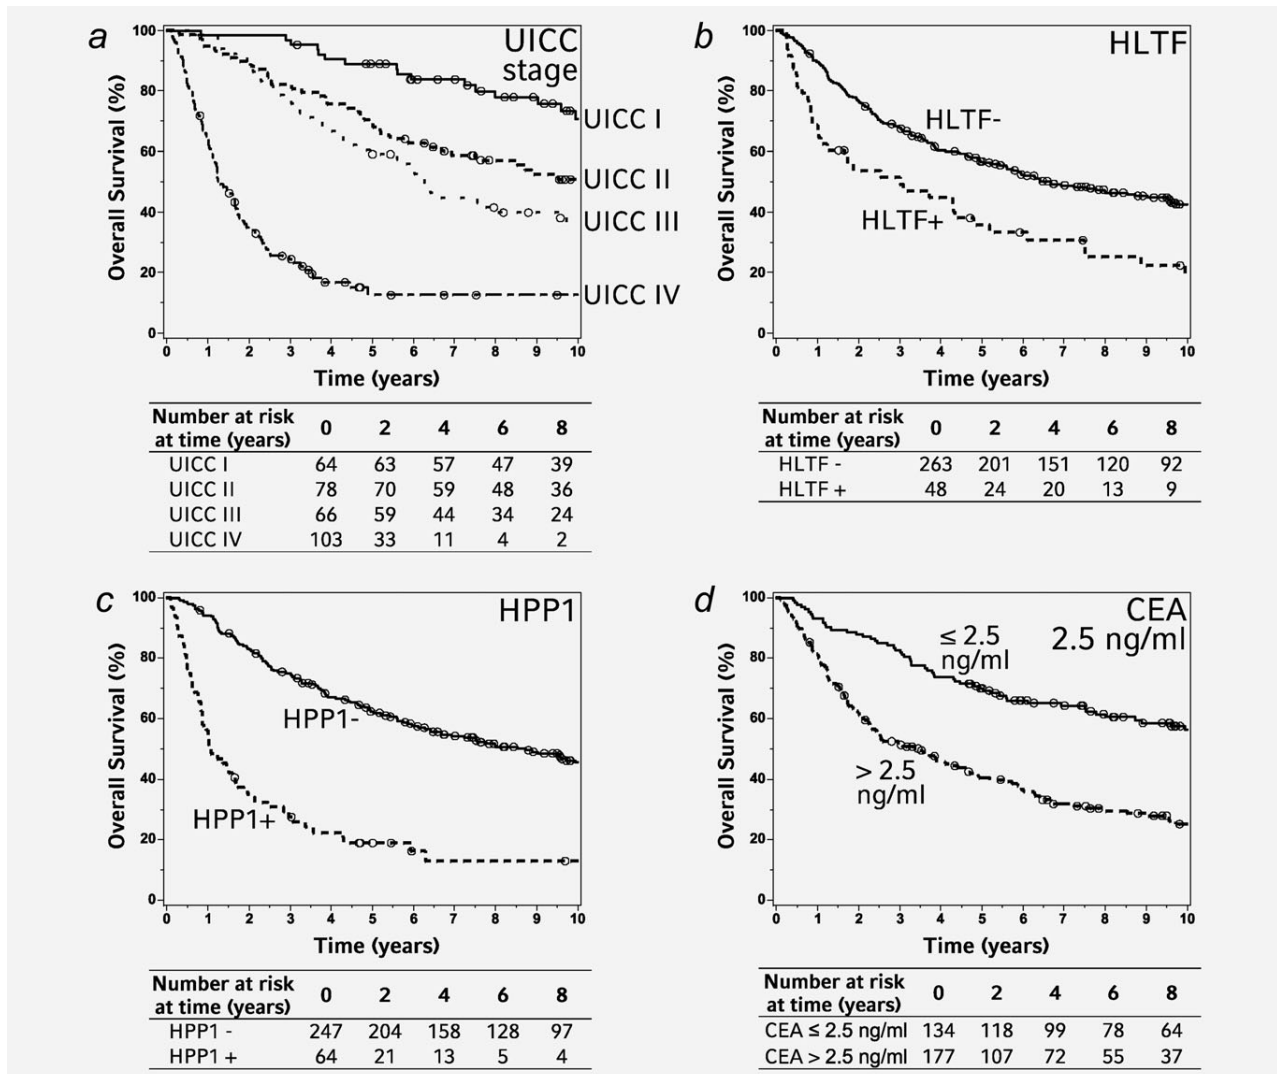 a
UICC
stage
Overall Survival (%)
100
80
60
40
20
0
UICC I
UICC II
UICC III
UICC IV
0 1 2 3 4 5 6 7 8 9 10
Time (years)
Number at risk
at time (years) 0 2 4 6 8
UICC I 64 63 57 47 39
UICC II 78 70 59 48 36
UICC III 66 59 44 34 24
UICC IV 103 33 11 4 2
b
HLTF
Overall Survival (%)
100
80
60
40
20
0
HLTF-
HLTF+
0 1 2 3 4 5 6 7 8 9 10
Time (years)
Number at risk
at time (years) 0 2 4 6 8
HLTF - 263 201 151 120 92
HLTF + 48 24 20 13 9
c
HPP1
Overall Survival (%)
100
80
60
40
20
0
HPP1-
HPP1+
0 1 2 3 4 5 6 7 8 9 10
Time (years)
Number at risk
at time (years) 0 2 4 6 8
HPP1 - 247 204 158 128 97
HPP1 + 64 21 13 5 4
d
CEA
2.5 ng/ml
Overall Survival (%)
100
80
60
40
20
0
≤ 2.5
ng/ml
> 2.5
ng/ml
0 1 2 3 4 5 6 7 8 9 10
Time (years)
Number at risk
at time (years) 0 2 4 6 8
CEA ≤ 2.5 ng/ml 134 118 99 78 64
CEA > 2.5 ng/ml 177 107 72 55 37